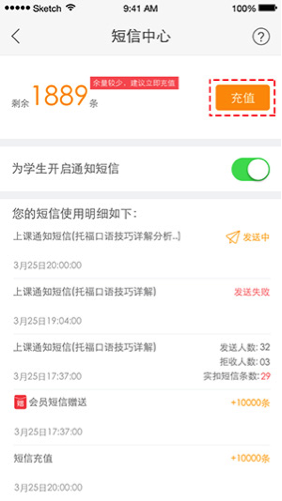 Sketch 9:41 AM 100%
短信中心 ?
余量较少，建议立即充值
剩余1889条 充值
为学生开启通知短信
您的短信使用明细如下：
上课通知短信(托福口语技巧详解分析..] 发送中
3月25日20:00:00
上课通知短信(托福口语技巧详解) 发送失败
3月25日19:04:00
上课通知短信(托福口语技巧详解) 发送人数: 32
拒收人数: 03
3月25日17:37:00 实扣短信条数: 29
会员短信赠送 +10000条
3月25日17:37:00
短信充值 +10000条
3月25日20:00:00